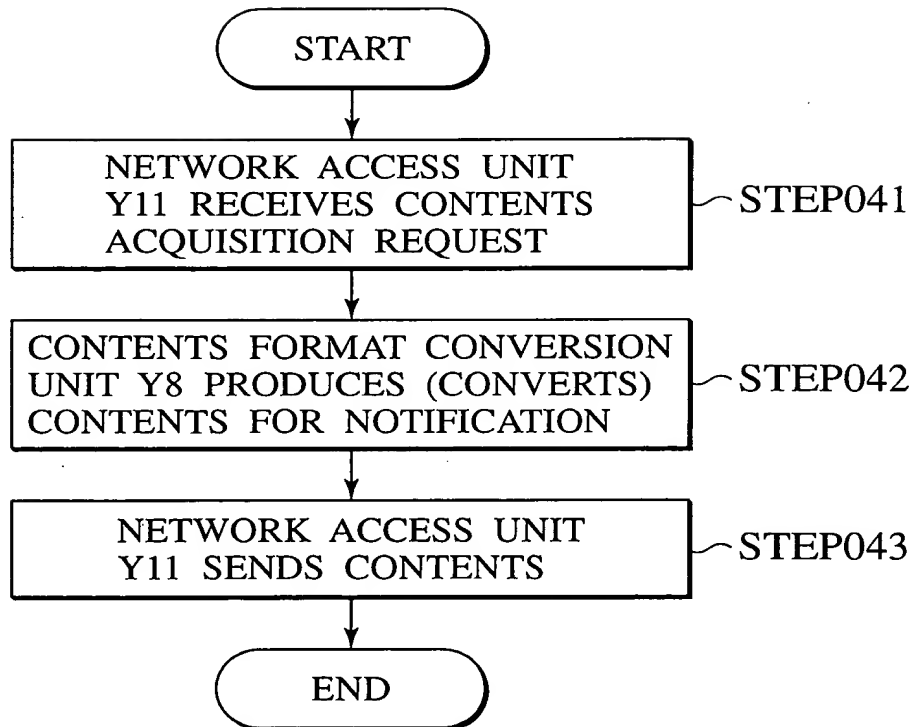 START
NETWORK ACCESS UNIT
Y11 RECEIVES CONTENTS
ACQUISITION REQUEST
STEP041
CONTENTS FORMAT CONVERSION
UNIT Y8 PRODUCES (CONVERTS)
CONTENTS FOR NOTIFICATION
STEP042
NETWORK ACCESS UNIT
Y11 SENDS CONTENTS
STEP043
END